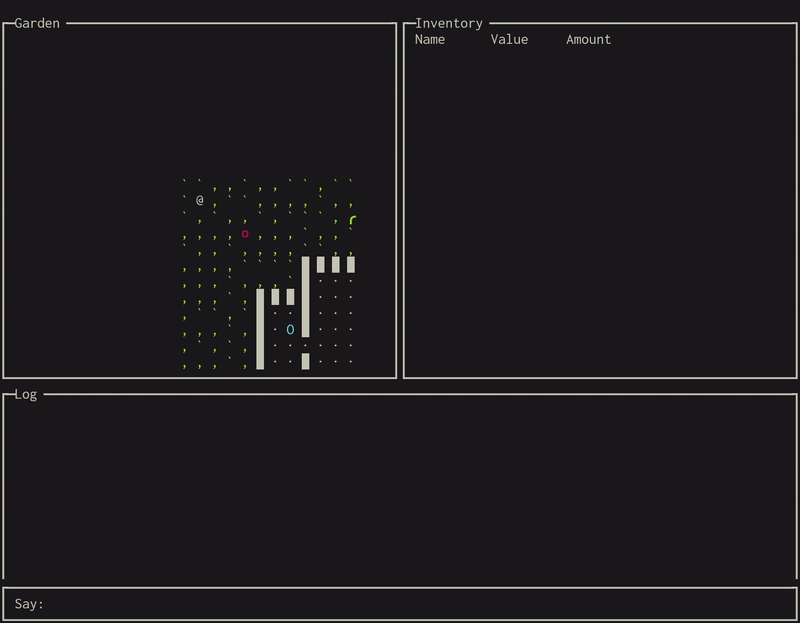 Garden
Inventory
Name Value Amount
` ` , , ` , , ` ` , ` `
` @ , ` ` , , , , ` , ,
` , ` , , ` , ` ` ` , r
, , , , o , , , ` , , `
` , , , ` , , , ` ` , ,
, , , , ` ` ` `
, , , ` , , , ` . . .
, , , ` , . . .
, ` ` , ` . . . . .
, , , ` , . O . . .
, ` , ` , . . . . . .
, , , ` , . . . . .
Log
Say: